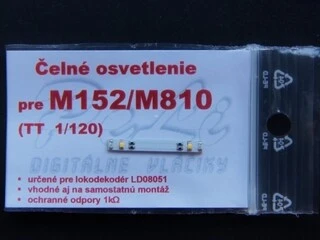 Čelné osvetlenie
pre M152/M810
(TT 1/120)
PeLi
DIGITÁLNE VLÁČIKY
• určené pre lokodekodér LD08051
• vhodné aj na samostatnú montáž
• ochranné odpory 1kΩ